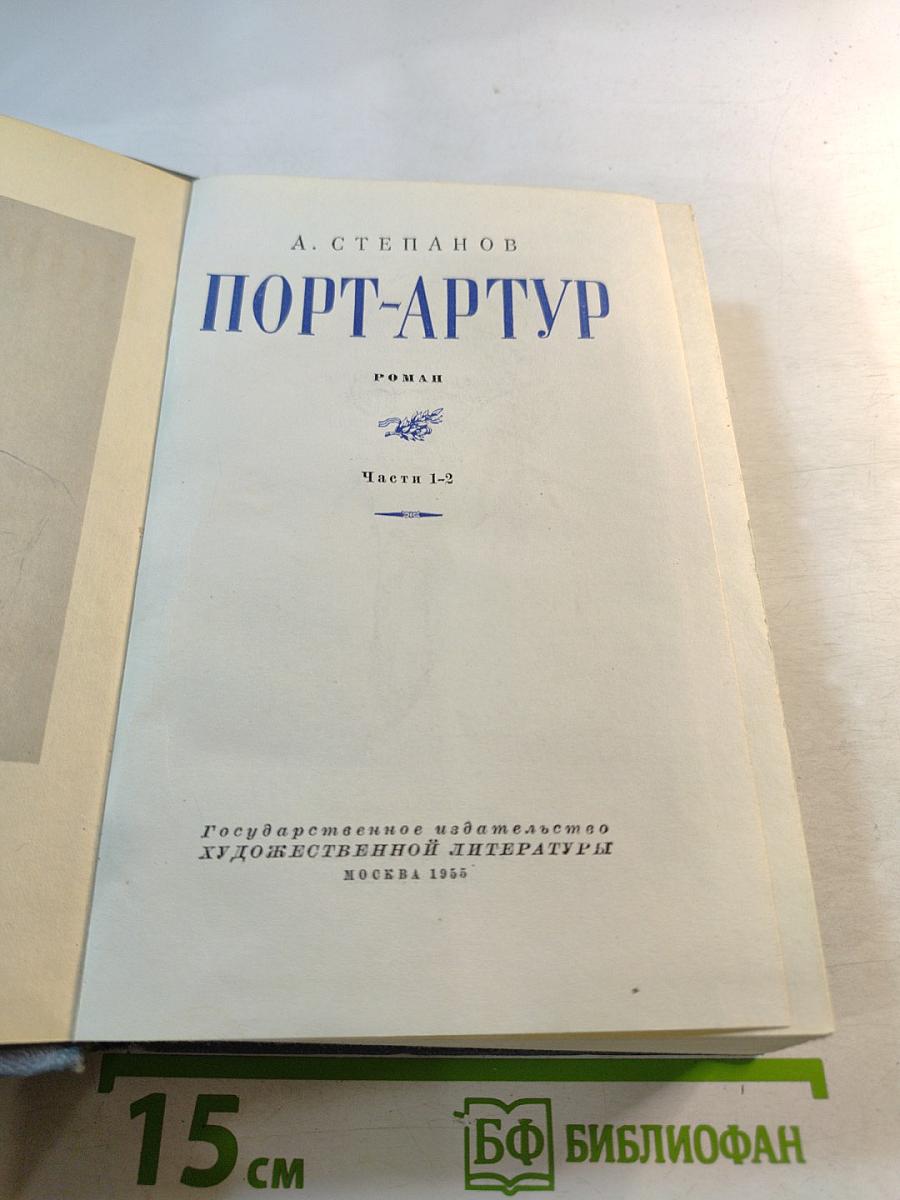 А. СТЕПАНОВ
ПОРТ-АРТУР
РОМАН
Части 1-2
Государственное издательство
ХУДОЖЕСТВЕННОЙ ЛИТЕРАТУРЫ
МОСКВА 1955
15 см
БФ БИБЛИОФАН